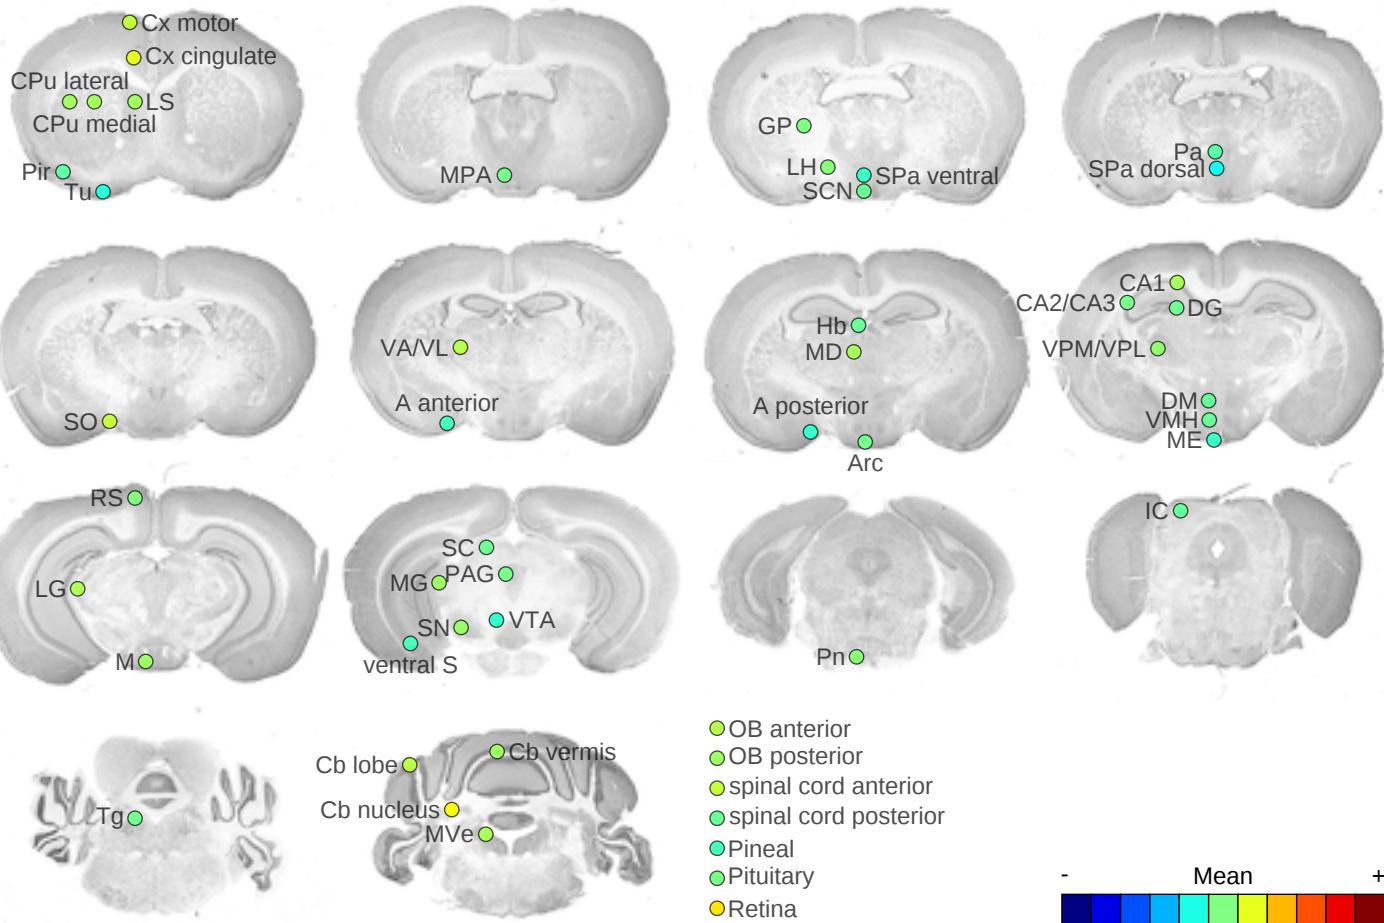 Cx motor
Cx cingulate
CPu lateral
LS
CPu medial
Pir
Tu
MPA
GP
LH
SPa ventral
SCN
Pa
SPa dorsal
SO
VA/VL
A anterior
Hb
MD
A posterior
Arc
CA1
CA2/CA3
DG
VPM/VPL
DM
VMH
ME
RS
LG
M
SC
MG
PAG
SN
VTA
ventral S
Pn
IC
Tg
Cb lobe
Cb vermis
Cb nucleus
MVe
OB anterior
OB posterior
spinal cord anterior
spinal cord posterior
Pineal
Pituitary
Retina
- Mean +